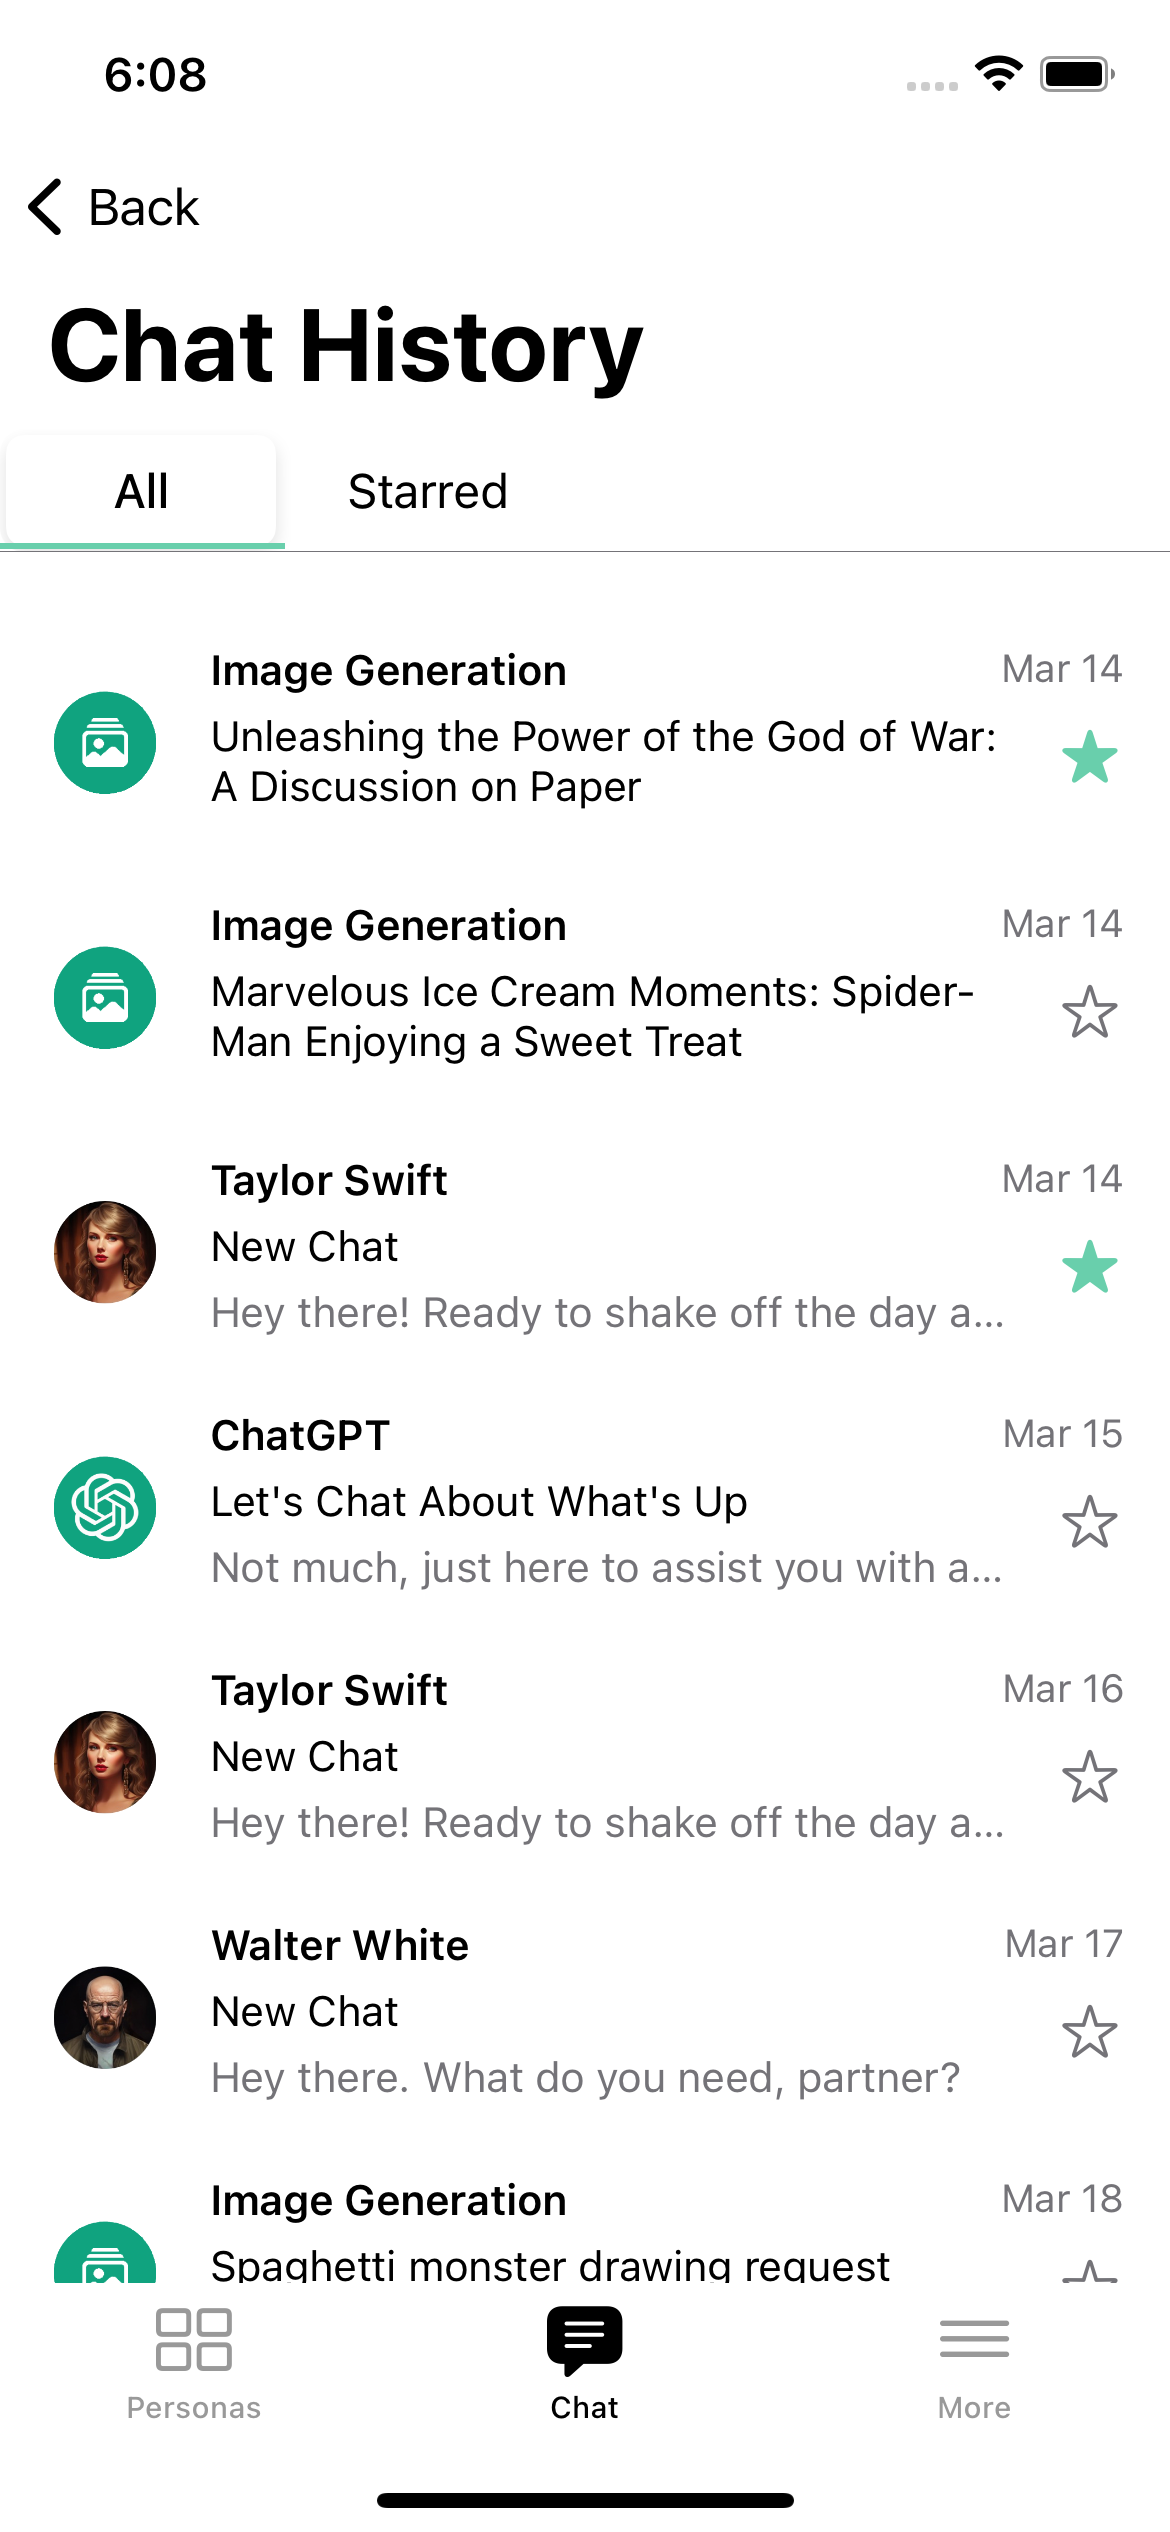 6:08
Back
Chat History
All
Starred
Image Generation
Mar 14
Unleashing the Power of the God of War:
A Discussion on Paper
Image Generation
Mar 14
Marvelous Ice Cream Moments: Spider-
Man Enjoying a Sweet Treat
Taylor Swift
Mar 14
New Chat
Hey there! Ready to shake off the day a...
ChatGPT
Mar 15
Let's Chat About What's Up
Not much, just here to assist you with a...
Taylor Swift
Mar 16
New Chat
Hey there! Ready to shake off the day a...
Walter White
Mar 17
New Chat
Hey there. What do you need, partner?
Image Generation
Mar 18
Spaghetti monster drawing request
Personas
Chat
More